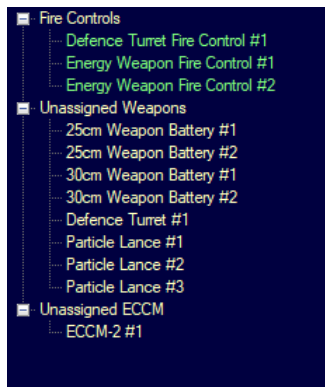 Fire Controls
Defence Turret Fire Control #1
Energy Weapon Fire Control #1
Energy Weapon Fire Control #2
Unassigned Weapons
25cm Weapon Battery #1
25cm Weapon Battery #2
30cm Weapon Battery #1
30cm Weapon Battery #2
Defence Turret #1
Particle Lance #1
Particle Lance #2
Particle Lance #3
Unassigned ECCM
ECCM-2 #1